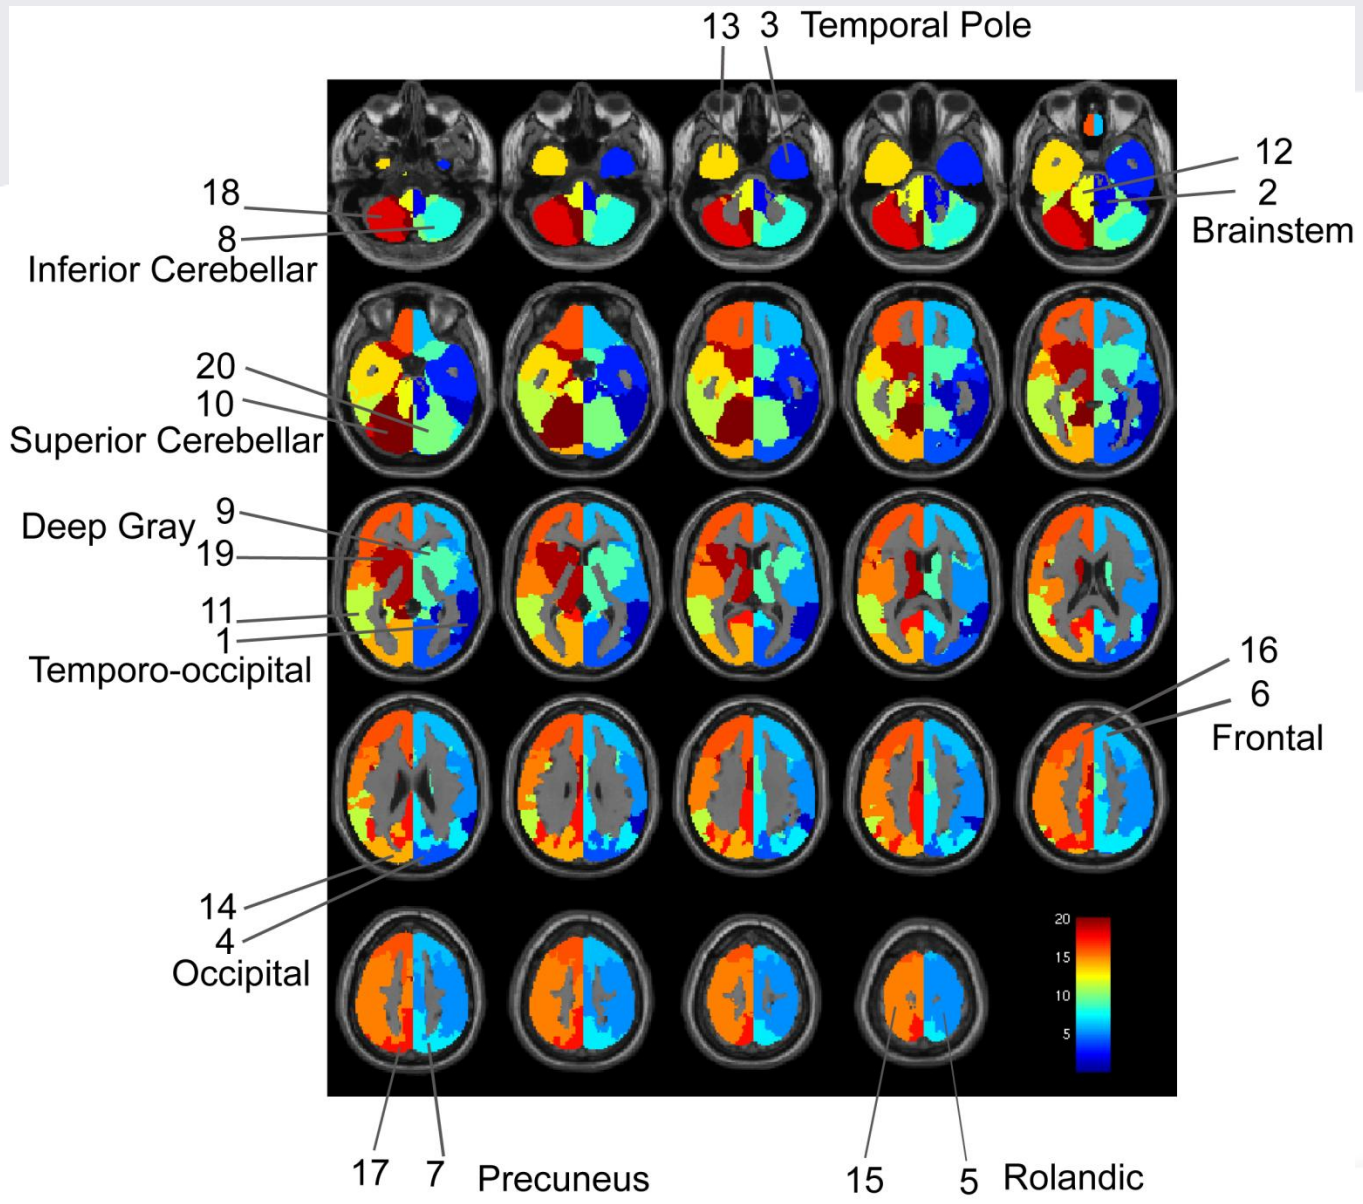 13 3 Temporal Pole
12
2
Brainstem
18
8
Inferior Cerebellar
20
10
Superior Cerebellar
9
Deep Gray
19
11
1
Temporo-occipital
16
6
Frontal
14
4
Occipital
20
15
10
5
17 7 Precuneus
15 5 Rolandic